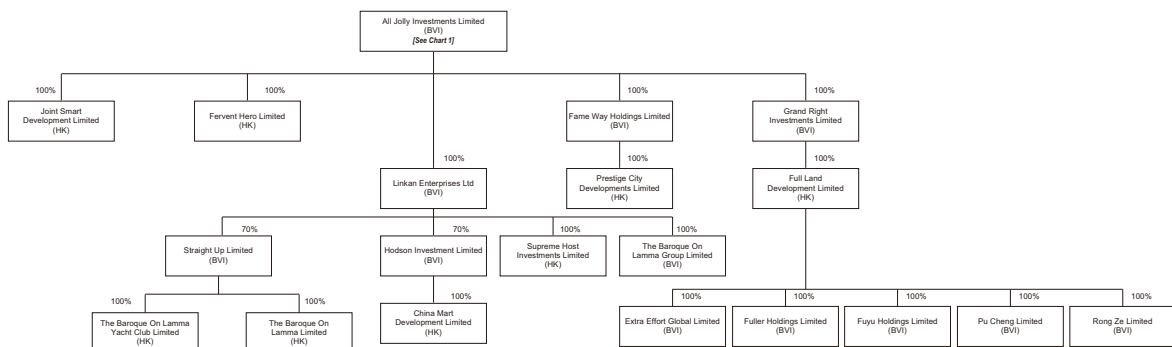 All Jolly Investments Limited
(BVI)
[See Chart 1]
100%
100%
100%
100%
Joint Smart
Development Limited
(HK)
Fervent Hero Limited
(HK)
Fame Way Holdings Limited
(BVI)
Grand Right
Investments Limited
(BVI)
100%
100%
100%
Linkan Enterprises Ltd
(BVI)
Prestige City
Developments Limited
(HK)
Full Land
Development Limited
(HK)
70%
70%
100%
100%
Straight Up Limited
(BVI)
Hodson Investment Limited
(BVI)
Supreme Host
Investments Limited
(HK)
The Baroque On
Lamma Group Limited
(BVI)
100%
100%
100%
100%
100%
100%
100%
100%
The Baroque On Lamma
Yacht Club Limited
(HK)
The Baroque On
Lamma Limited
(HK)
China Mart
Development Limited
(HK)
Extra Effort Global Limited
(BVI)
Fuller Holdings Limited
(BVI)
Fuyu Holdings Limited
(BVI)
Pu Cheng Limited
(BVI)
Rong Ze Limited
(BVI)